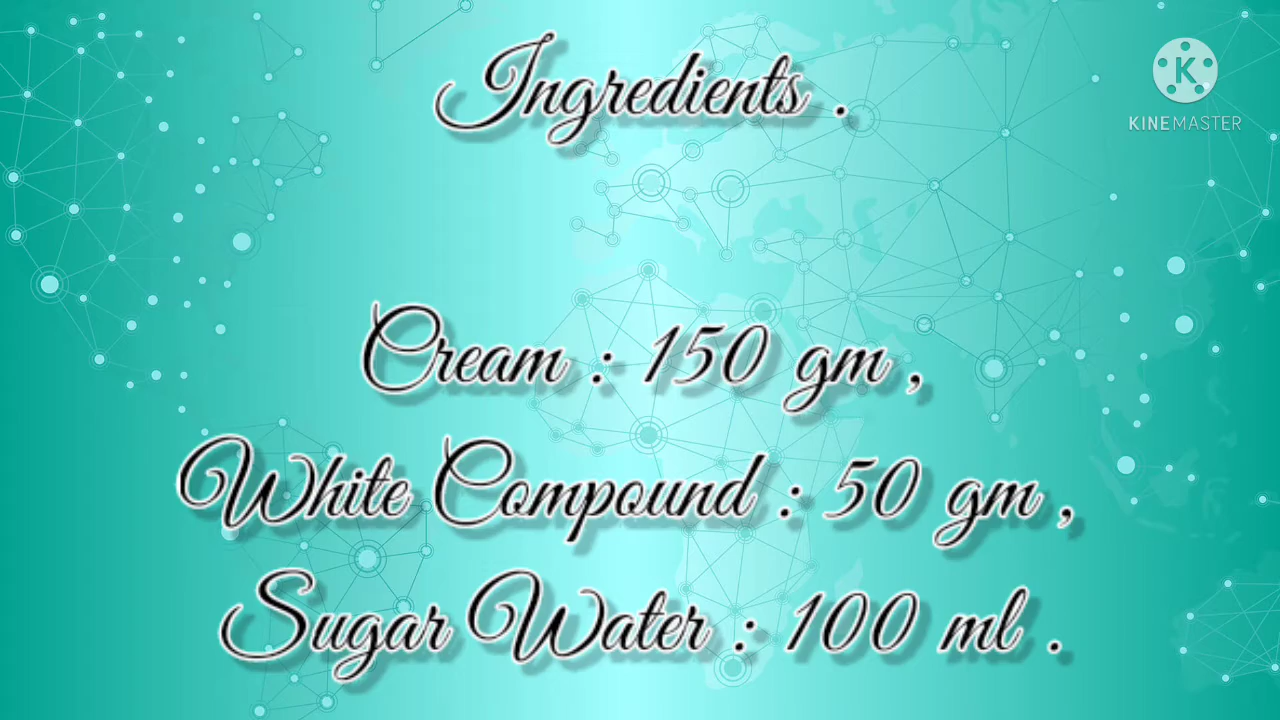 Ingredients .
K
KINEMASTER
Cream : 150 gm ,
White Compound : 50 gm ,
Sugar Water : 100 ml .